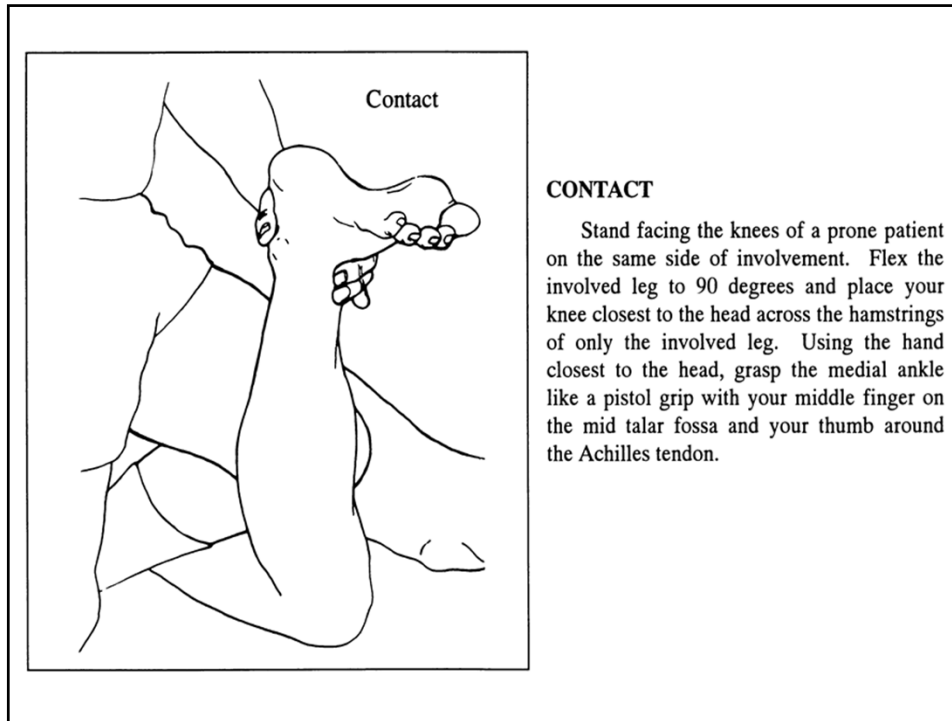 Contact
CONTACT
Stand facing the knees of a prone patient
on the same side of involvement. Flex the
involved leg to 90 degrees and place your
knee closest to the head across the hamstrings
of only the involved leg. Using the hand
closest to the head, grasp the medial ankle
like a pistol grip with your middle finger on
the mid talar fossa and your thumb around
the Achilles tendon.